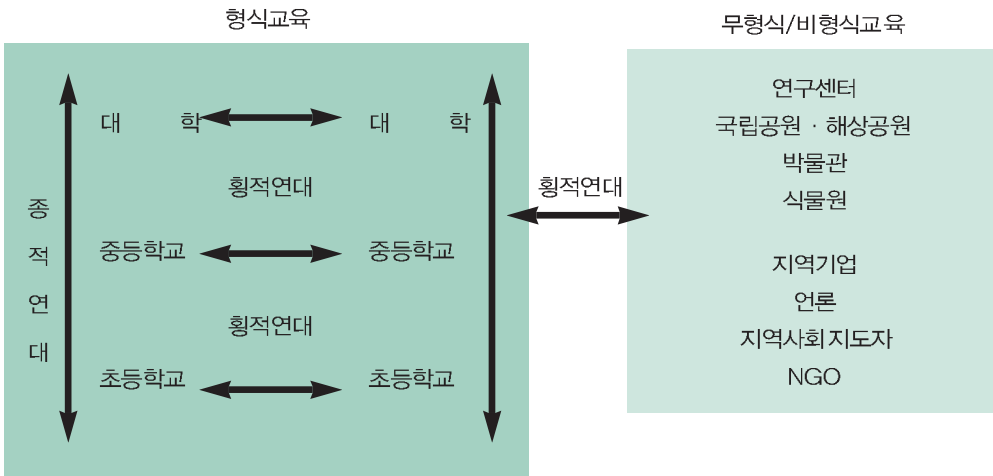 형식교육
대 학 대 학
횡적연대
중등학교 중등학교
횡적연대
초등학교 초등학교
종적연대
횡적연대
무형식/비형식교육
연구센터
국립공원 · 해상공원
박물관
식물원
지역기업
언론
지역사회 지도자
NGO